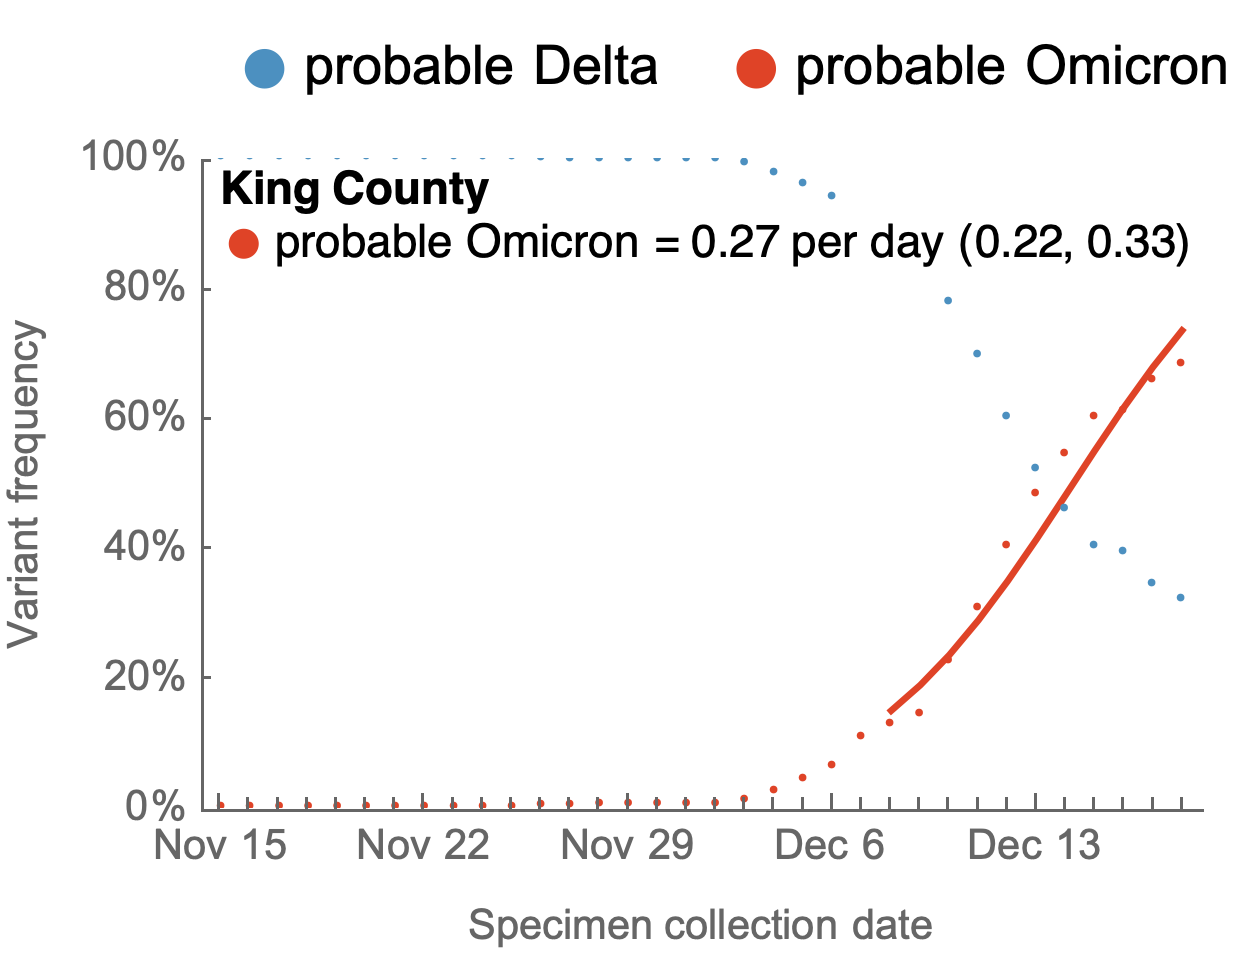 probable Delta probable Omicron
100%
King County
probable Omicron = 0.27 per day (0.22, 0.33)
80%
60%
40%
20%
0%
Variant frequency
Nov 15 Nov 22 Nov 29 Dec 6 Dec 13
Specimen collection date